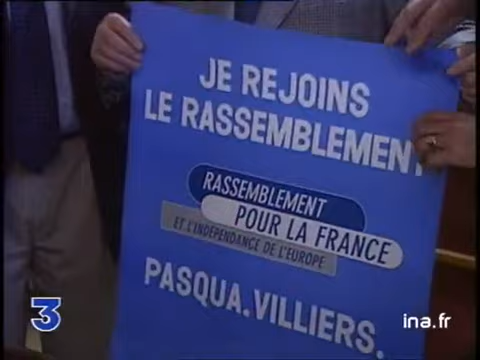 JE REJOINS
LE RASSEMBLEMENT
RASSEMBLEMENT
POUR LA FRANCE
ET L'INDÉPENDANCE DE L'EUROPE
PASQUA.VILLIERS.
3
ina.fr